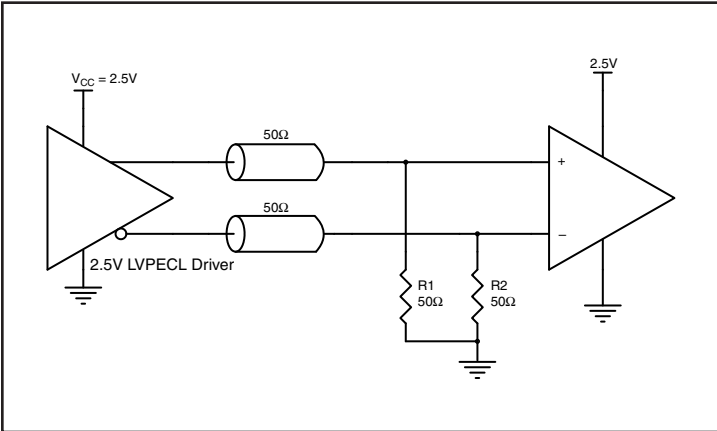 V_CC = 2.5V
2.5V
50Ω
+
50Ω
−
2.5V LVPECL Driver
R1
50Ω
R2
50Ω